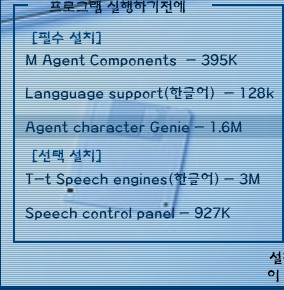 프로그램 실행하기전에
[필수 설치]
M Agent Components - 395K
Langguage support(한글어) - 128k
Agent character Genie - 1.6M
[선택 설치]
T-t Speech engines(한글어) - 3M
Speech control panel - 927K
이